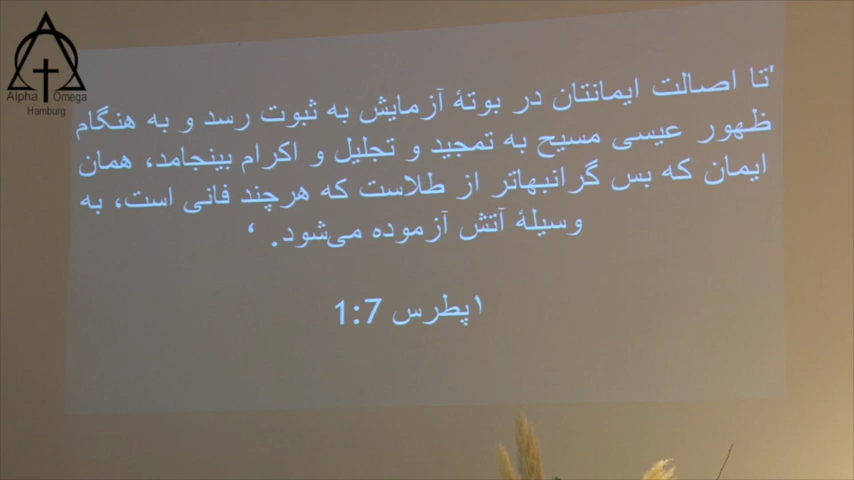 Alpha Omega
Hamburg
'تا اصالت ایمانتان در بوتهٔ آزمایش به ثبوت رسد و به هنگام
ظهور عیسی مسیح به تمجید و تجلیل و اکرام بینجامد، همان
ایمان که بس گرانبهاتر از طلاست که هرچند فانی است، به
وسیلهٔ آتش آزموده می‌شود. ‘
۱پطرس 1:7